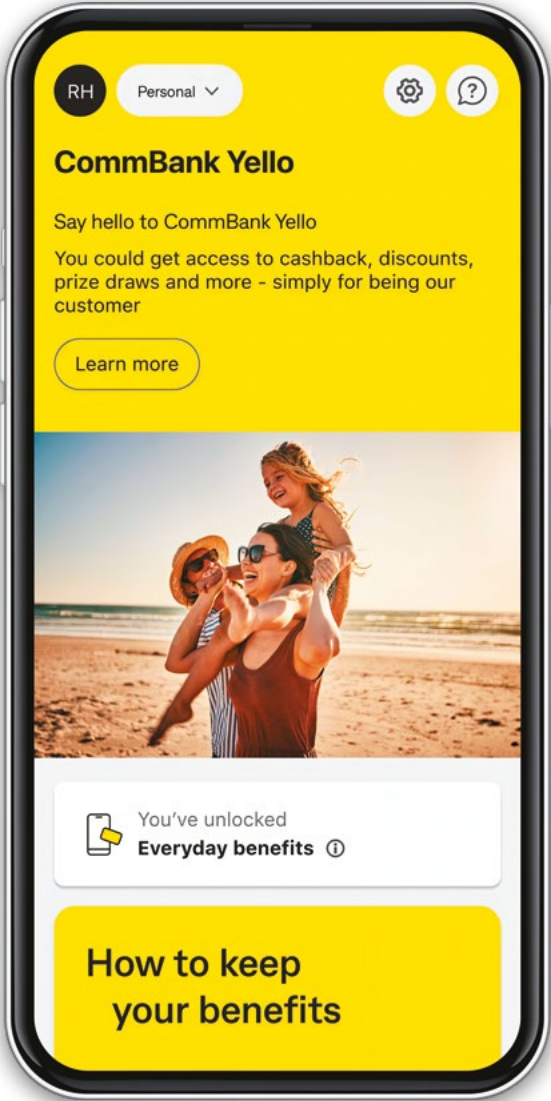 RH
Personal
?
CommBank Yello
Say hello to CommBank Yello
You could get access to cashback, discounts,
prize draws and more - simply for being our
customer
Learn more
You've unlocked
Everyday benefits
How to keep
your benefits